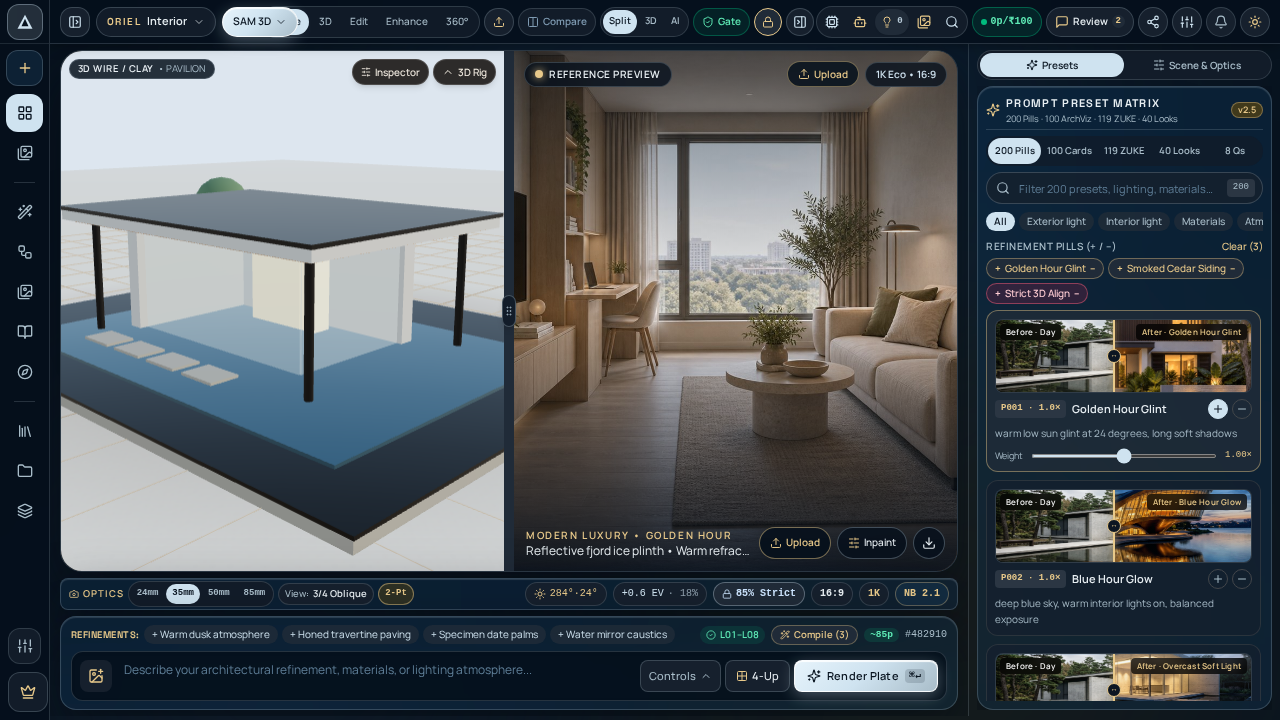 ORIEL Interior
SAM 3D
3D
Edit
Enhance
360°
Compare
Split
3D
AI
Gate
0
0p/₹100
Review 2
3D WIRE / CLAY • PAVILION
Inspector
3D Rig
REFERENCE PREVIEW
Upload
1K Eco • 16:9
MODERN LUXURY • GOLDEN HOUR
Reflective fjord ice plinth • Warm refrac...
Upload
Inpaint
OPTICS
24mm
35mm
50mm
85mm
View: 3/4 Oblique
2-Pt
284°·24°
+0.6 EV · 18%
85% Strict
16:9
1K
NB 2.1
REFINEMENTS:
+ Warm dusk atmosphere
+ Honed travertine paving
+ Specimen date palms
+ Water mirror caustics
L01–L08
Compile (3)
~85p
#482910
Describe your architectural refinement, materials, or lighting atmosphere...
Controls
4-Up
Render Plate ⌘↵
Presets
Scene & Optics
PROMPT PRESET MATRIX
200 Pills · 100 ArchViz · 119 ZUKE · 40 Looks
v2.5
200 Pills
100 Cards
119 ZUKE
40 Looks
8 Qs
Filter 200 presets, lighting, materials...
200
All
Exterior light
Interior light
Materials
Atm
REFINEMENT PILLS (+ / −)
Clear (3)
+ Golden Hour Glint −
+ Smoked Cedar Siding −
+ Strict 3D Align −
Before · Day
After · Golden Hour Glint
P001 · 1.0×
Golden Hour Glint
warm low sun glint at 24 degrees, long soft shadows
Weight
1.00×
Before · Day
After · Blue Hour Glow
P002 · 1.0×
Blue Hour Glow
deep blue sky, warm interior lights on, balanced
exposure
Before · Day
After · Overcast Soft Light